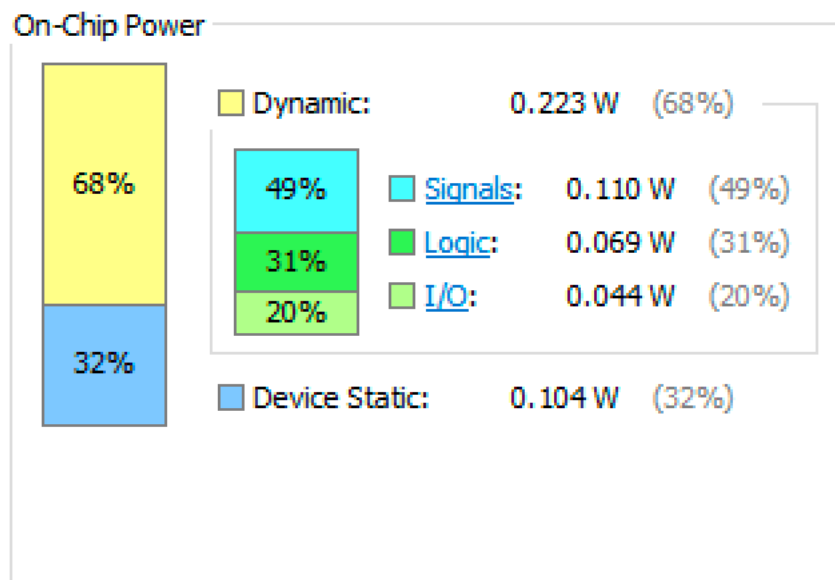 On-Chip Power
68%
32%
Dynamic: 0.223 W (68%)
49% Signals: 0.110 W (49%)
31% Logic: 0.069 W (31%)
20% I/O: 0.044 W (20%)
Device Static: 0.104 W (32%)